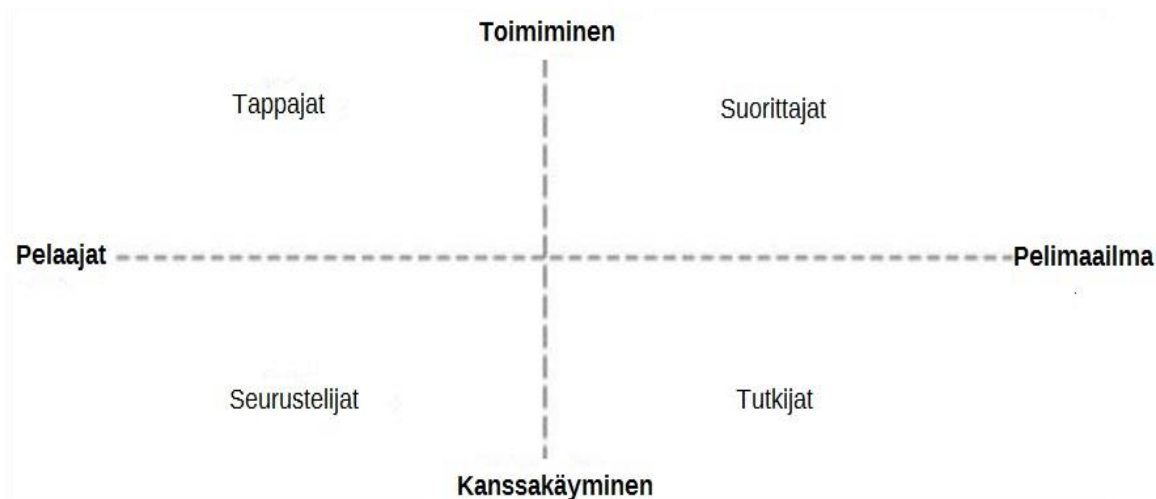 Toimiminen
Tappajat
Suorittajat
Pelaajat
Pelimaailma
Seurustelijat
Tutkijat
Kanssakäyminen